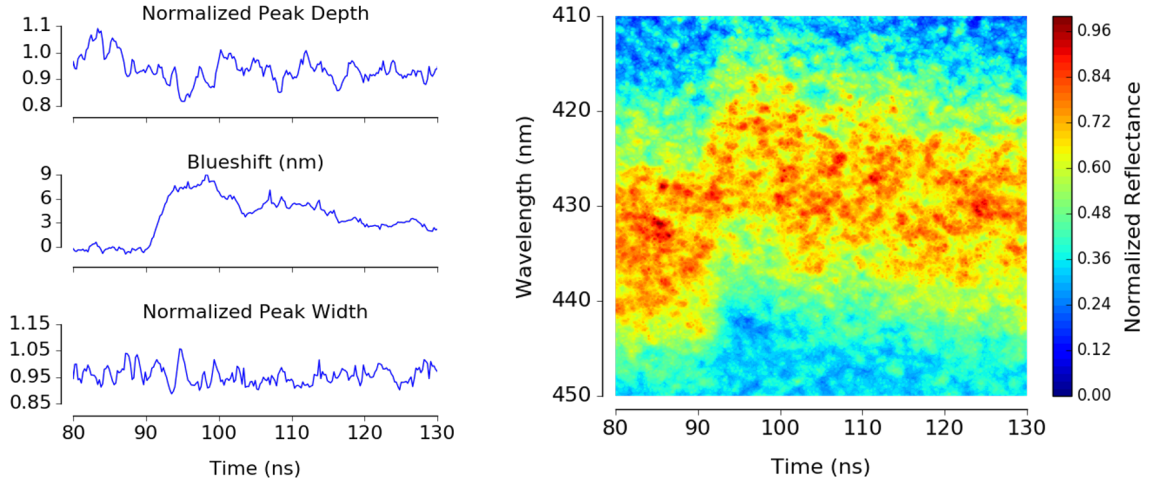 Normalized Peak Depth
1.1
1.0
0.9
0.8
Blueshift (nm)
9
6
3
0
Normalized Peak Width
1.15
1.05
0.95
0.85
80 90 100 110 120 130
Time (ns)
410
420
430
440
450
Wavelength (nm)
80 90 100 110 120 130
Time (ns)
0.96
0.84
0.72
0.60
0.48
0.36
0.24
0.12
0.00
Normalized Reflectance